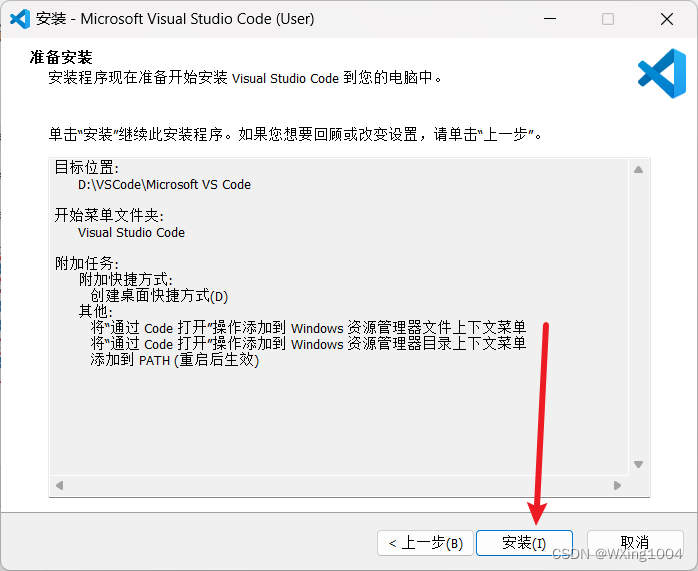 安装 - Microsoft Visual Studio Code (User)
准备安装
安装程序现在准备开始安装 Visual Studio Code 到您的电脑中。
单击“安装”继续此安装程序。如果您想要回顾或改变设置，请单击“上一步”。
目标位置:
D:\VSCode\Microsoft VS Code
开始菜单文件夹:
Visual Studio Code
附加任务:
附加快捷方式:
创建桌面快捷方式(D)
其他:
将“通过 Code 打开”操作添加到 Windows 资源管理器文件上下文菜单
将“通过 Code 打开”操作添加到 Windows 资源管理器目录上下文菜单
添加到 PATH (重启后生效)
< 上一步(B) 安装(I) 取消
CSDN @WXing1004